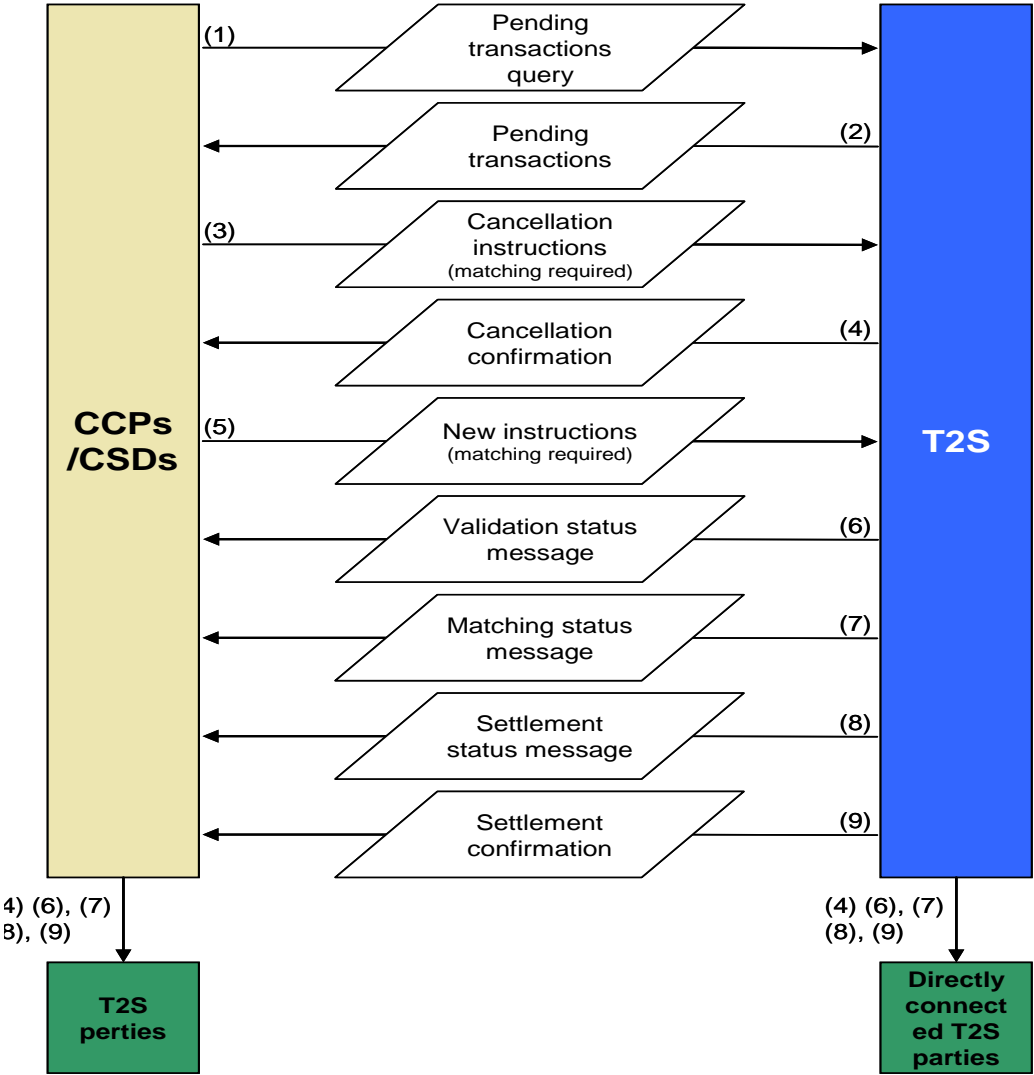 (1)
Pending
transactions
query
Pending
transactions
(2)
(3)
Cancellation
instructions
(matching required)
Cancellation
confirmation
(4)
CCPs
/CSDs
(5)
New instructions
(matching required)
T2S
Validation status
message
(6)
Matching status
message
(7)
Settlement
status message
(8)
Settlement
confirmation
(9)
4) (6), (7)
8), (9)
(4) (6), (7)
(8), (9)
T2S
perties
Directly
connect
ed T2S
parties